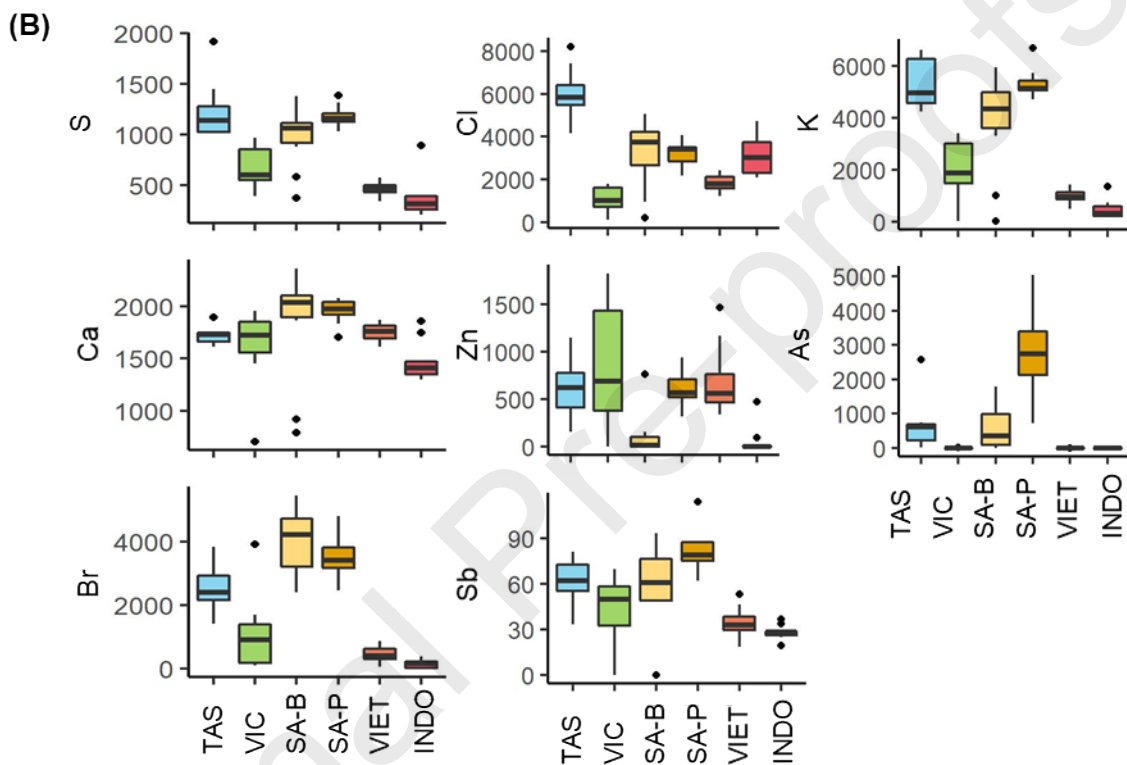 (B)
S
2000
1500
1000
500
Cl
8000
6000
4000
2000
0
K
6000
4000
2000
0
Ca
2000
1500
1000
Zn
1500
1000
500
0
As
5000
4000
3000
2000
1000
0
TAS
VIC
SA-B
SA-P
VIET
INDO
Br
4000
2000
0
TAS
VIC
SA-B
SA-P
VIET
INDO
Sb
90
60
30
0
TAS
VIC
SA-B
SA-P
VIET
INDO
nal Pre-proofs